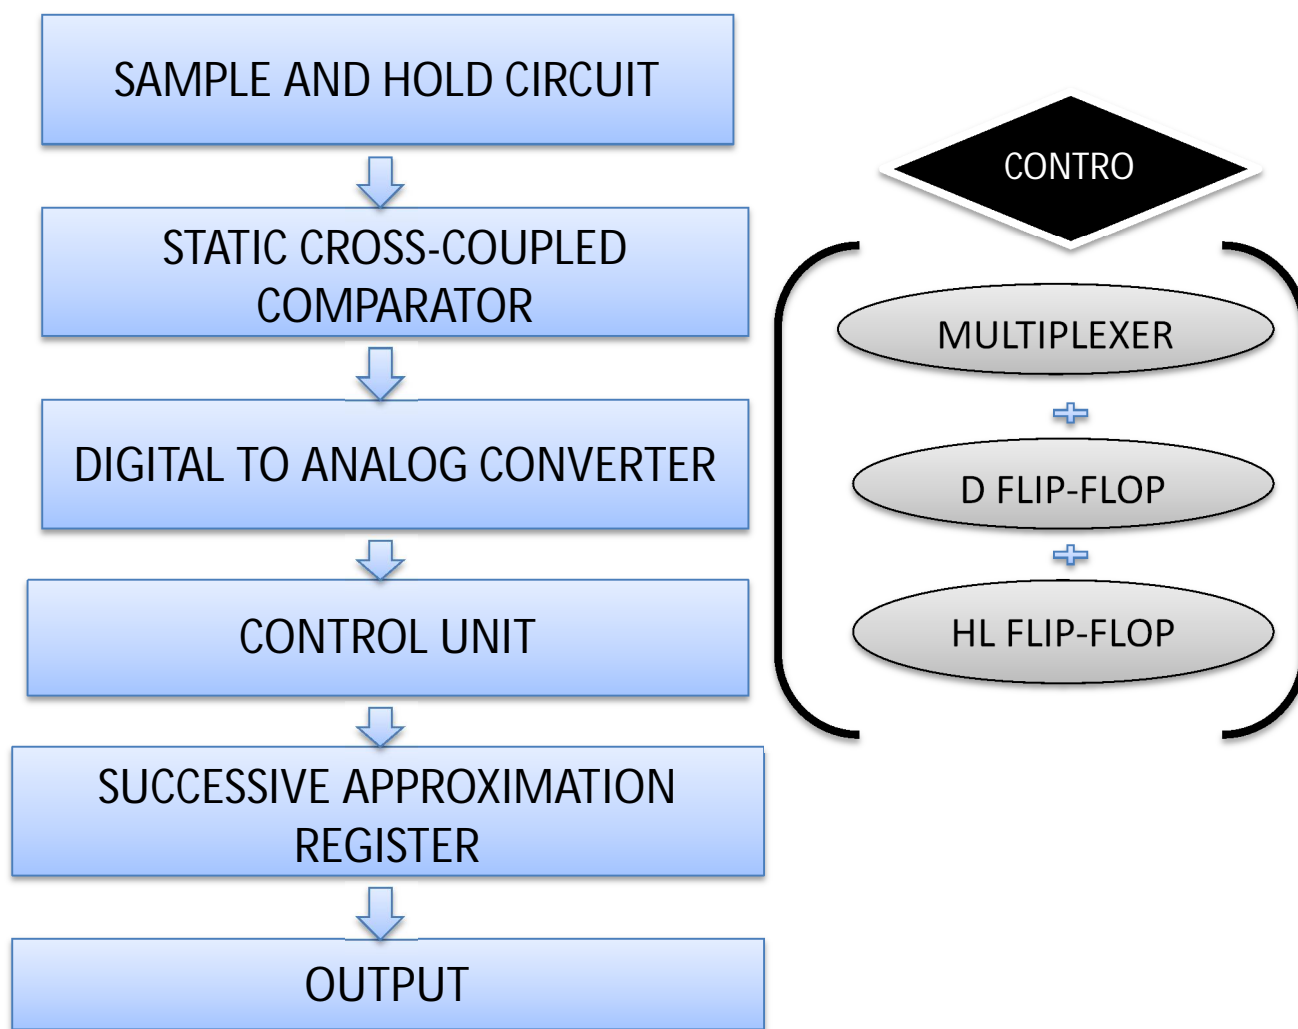 SAMPLE AND HOLD CIRCUIT
STATIC CROSS-COUPLED
COMPARATOR
DIGITAL TO ANALOG CONVERTER
CONTROL UNIT
SUCCESSIVE APPROXIMATION
REGISTER
OUTPUT
CONTRO
MULTIPLEXER
D FLIP-FLOP
HL FLIP-FLOP